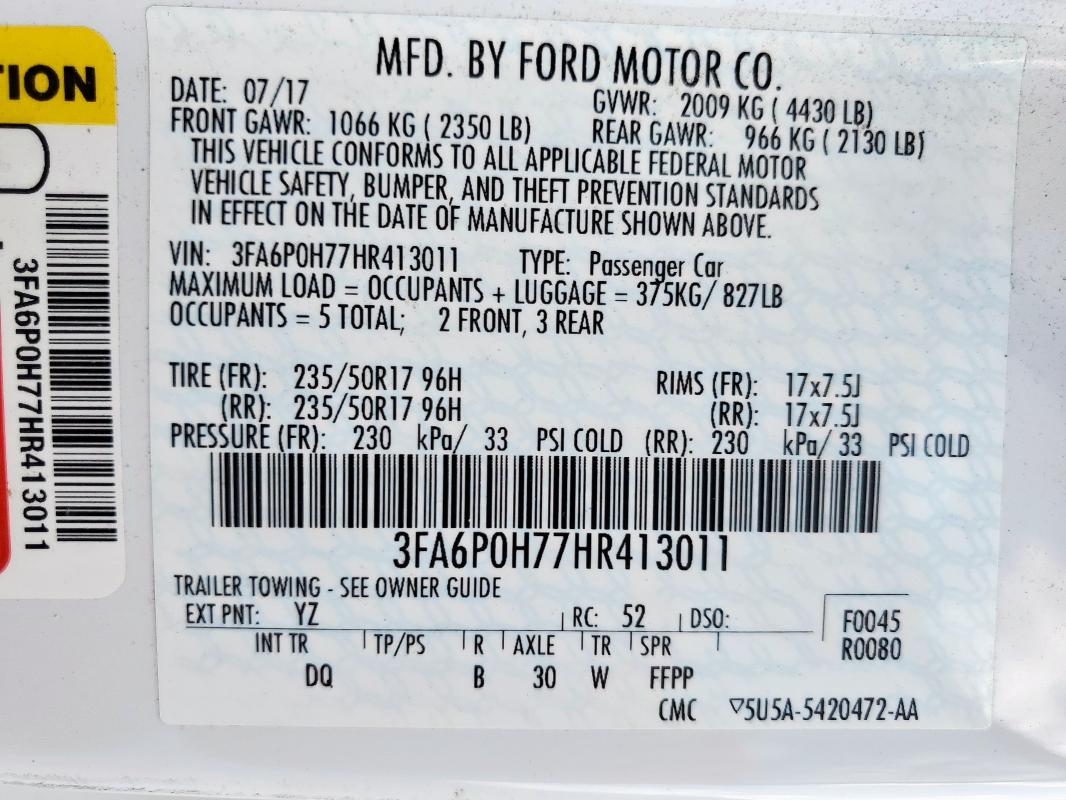 TION
3FA6P0H77HR413011
MFD. BY FORD MOTOR CO.
DATE: 07/17 GVWR: 2009 KG ( 4430 LB)
FRONT GAWR: 1066 KG ( 2350 LB) REAR GAWR: 966 KG ( 2130 LB)
THIS VEHICLE CONFORMS TO ALL APPLICABLE FEDERAL MOTOR
VEHICLE SAFETY, BUMPER, AND THEFT PREVENTION STANDARDS
IN EFFECT ON THE DATE OF MANUFACTURE SHOWN ABOVE.
VIN: 3FA6P0H77HR413011 TYPE: Passenger Car
MAXIMUM LOAD = OCCUPANTS + LUGGAGE = 375KG/ 827LB
OCCUPANTS = 5 TOTAL; 2 FRONT, 3 REAR
TIRE (FR): 235/50R17 96H RIMS (FR): 17x7.5J
(RR): 235/50R17 96H (RR): 17x7.5J
PRESSURE (FR): 230 kPa/ 33 PSI COLD (RR): 230 kPa/ 33 PSI COLD
3FA6P0H77HR413011
TRAILER TOWING - SEE OWNER GUIDE
EXT PNT: YZ RC: 52 DSO: F0045
INT TR TP/PS R AXLE TR SPR R0080
DQ B 30 W FFPP
CMC ▽5U5A-5420472-AA